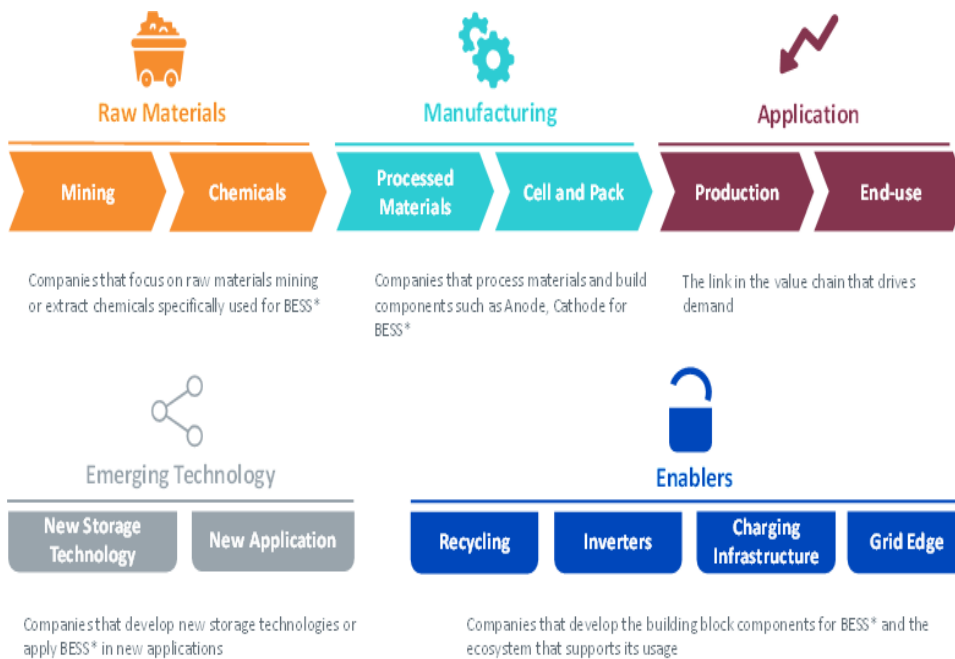 Raw Materials
Manufacturing
Application
Mining
Chemicals
Processed
Materials
Cell and Pack
Production
End-use
Companies that focus on raw materials mining
or extract chemicals specifically used for BESS*
Companies that process materials and build
components such as Anode, Cathode for
BESS*
The link in the value chain that drives
demand
Emerging Technology
Enablers
New Storage
Technology
New Application
Recycling
Inverters
Charging
Infrastructure
Grid Edge
Companies that develop new storage technologies or
apply BESS* in new applications
Companies that develop the building block components for BESS* and the
ecosystem that supports its usage